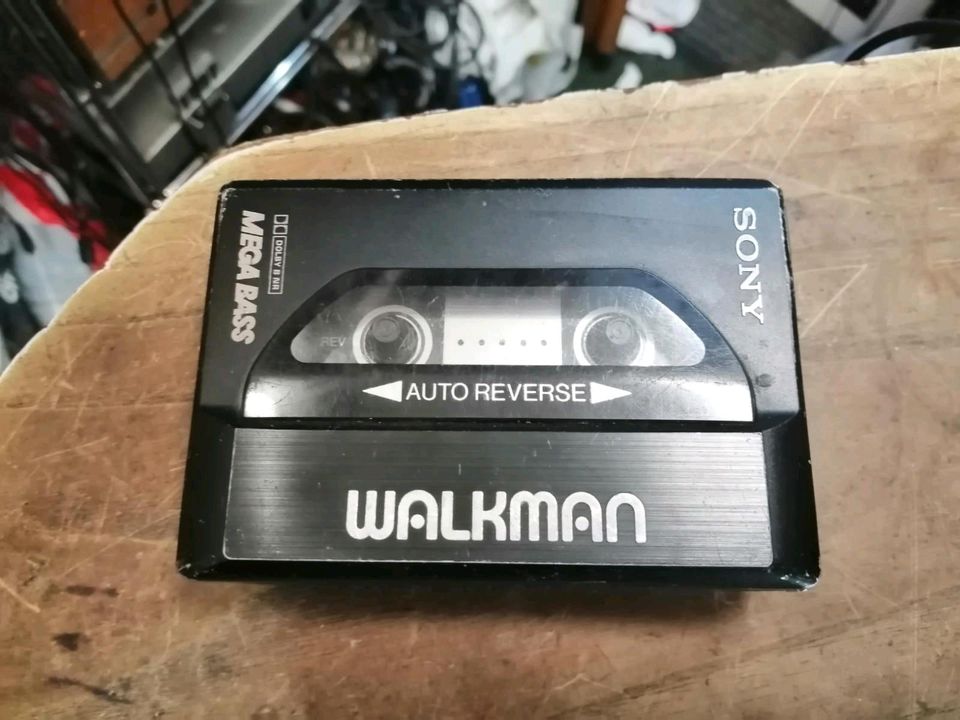 SONY
MEGA BASS
DOLBY B NR
REV
AUTO REVERSE
WALKMAN